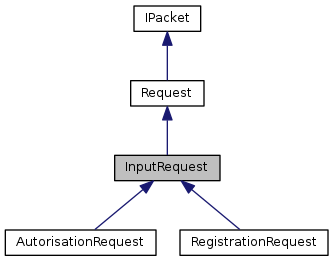 IPacket
Request
InputRequest
AutorisationRequest
RegistrationRequest